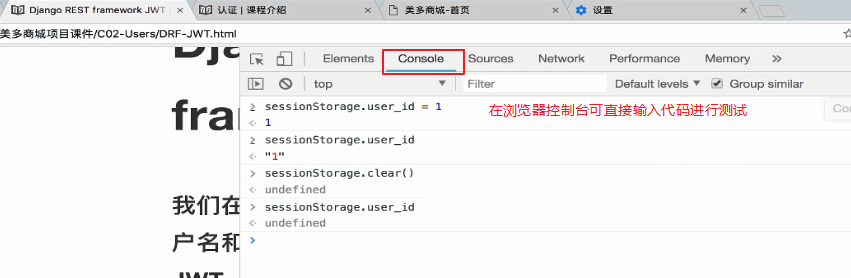 Django REST framework JWT
认证 | 课程介绍
美多商城-首页
设置
美多商城项目课件/C02-Users/DRF-JWT.html
Elements Console Sources Network Performance Memory »
top Filter Default levels Group similar
sessionStorage.user_id = 1
在浏览器控制台可直接输入代码进行测试
1
sessionStorage.user_id
"1"
sessionStorage.clear()
undefined
sessionStorage.user_id
undefined
我们在
户名和